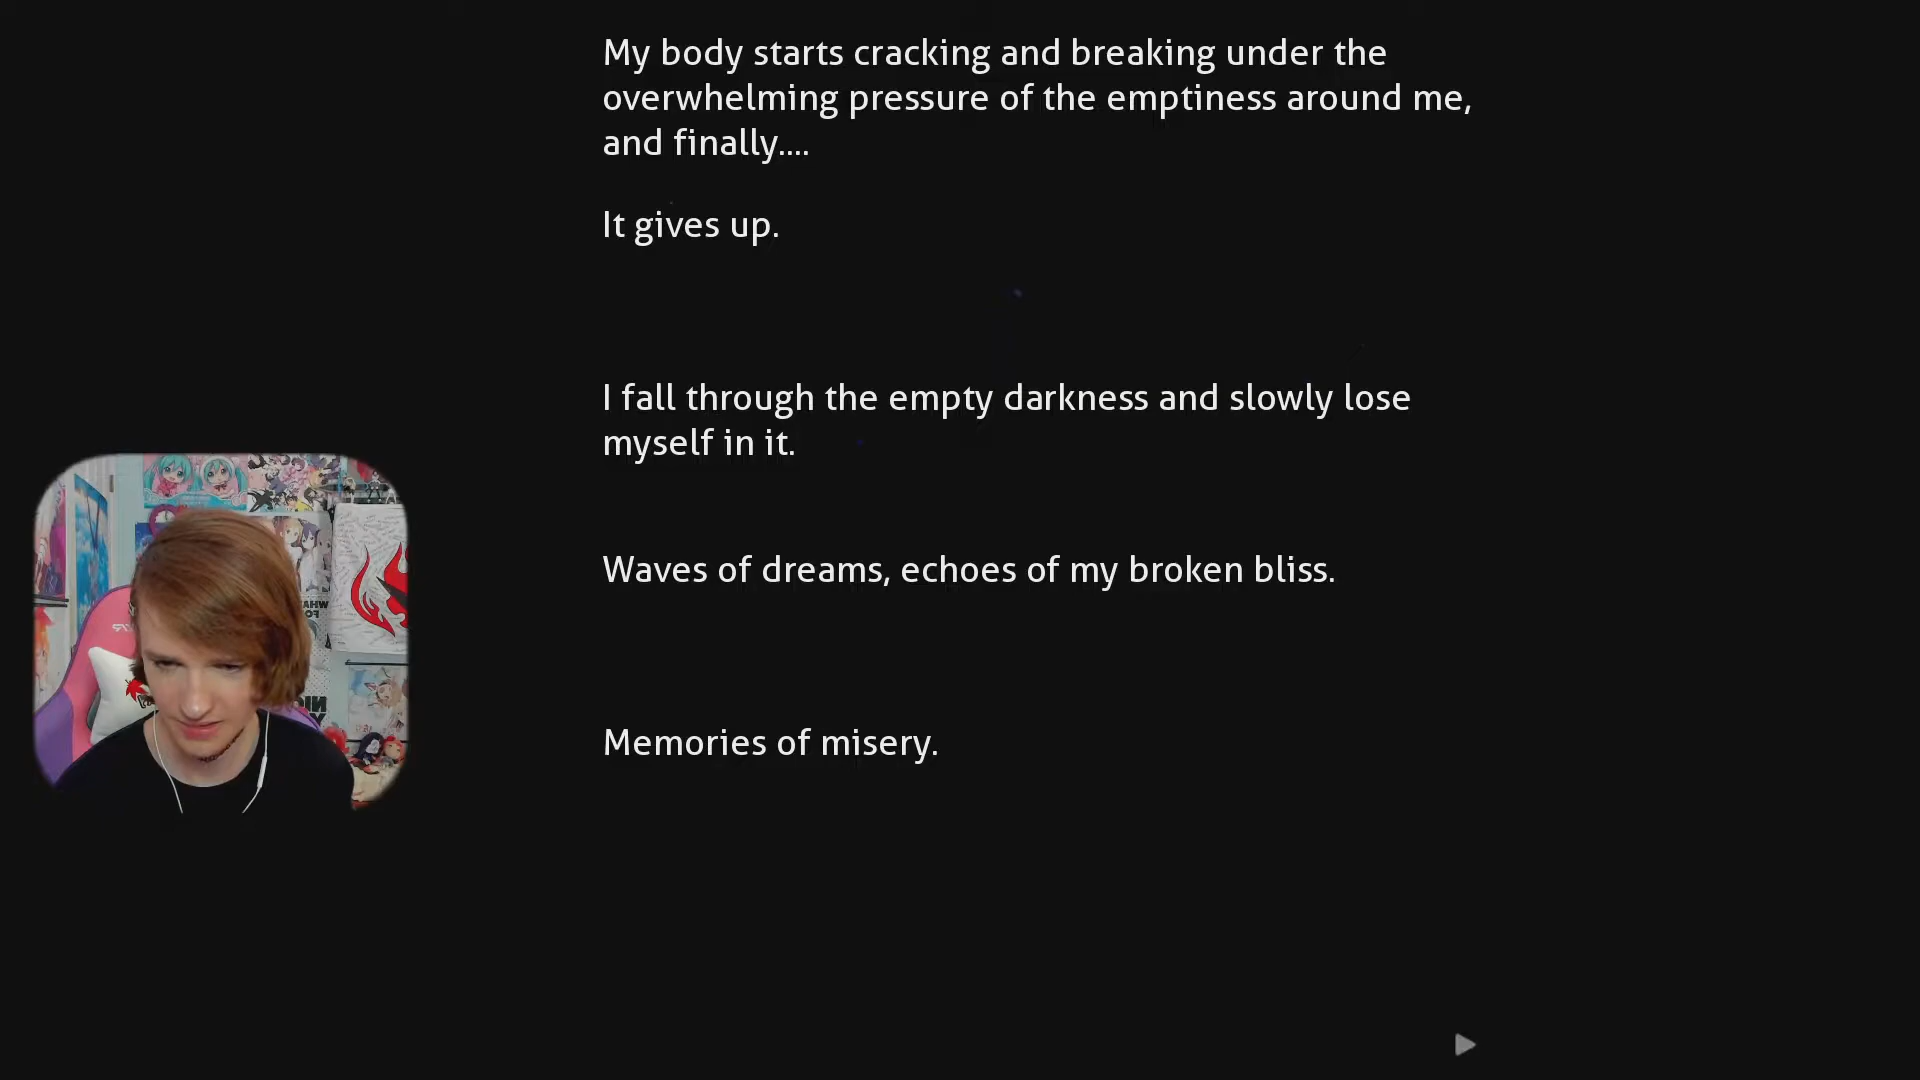 My body starts cracking and breaking under the
overwhelming pressure of the emptiness around me,
and finally....
It gives up.
I fall through the empty darkness and slowly lose
myself in it.
Waves of dreams, echoes of my broken bliss.
Memories of misery.